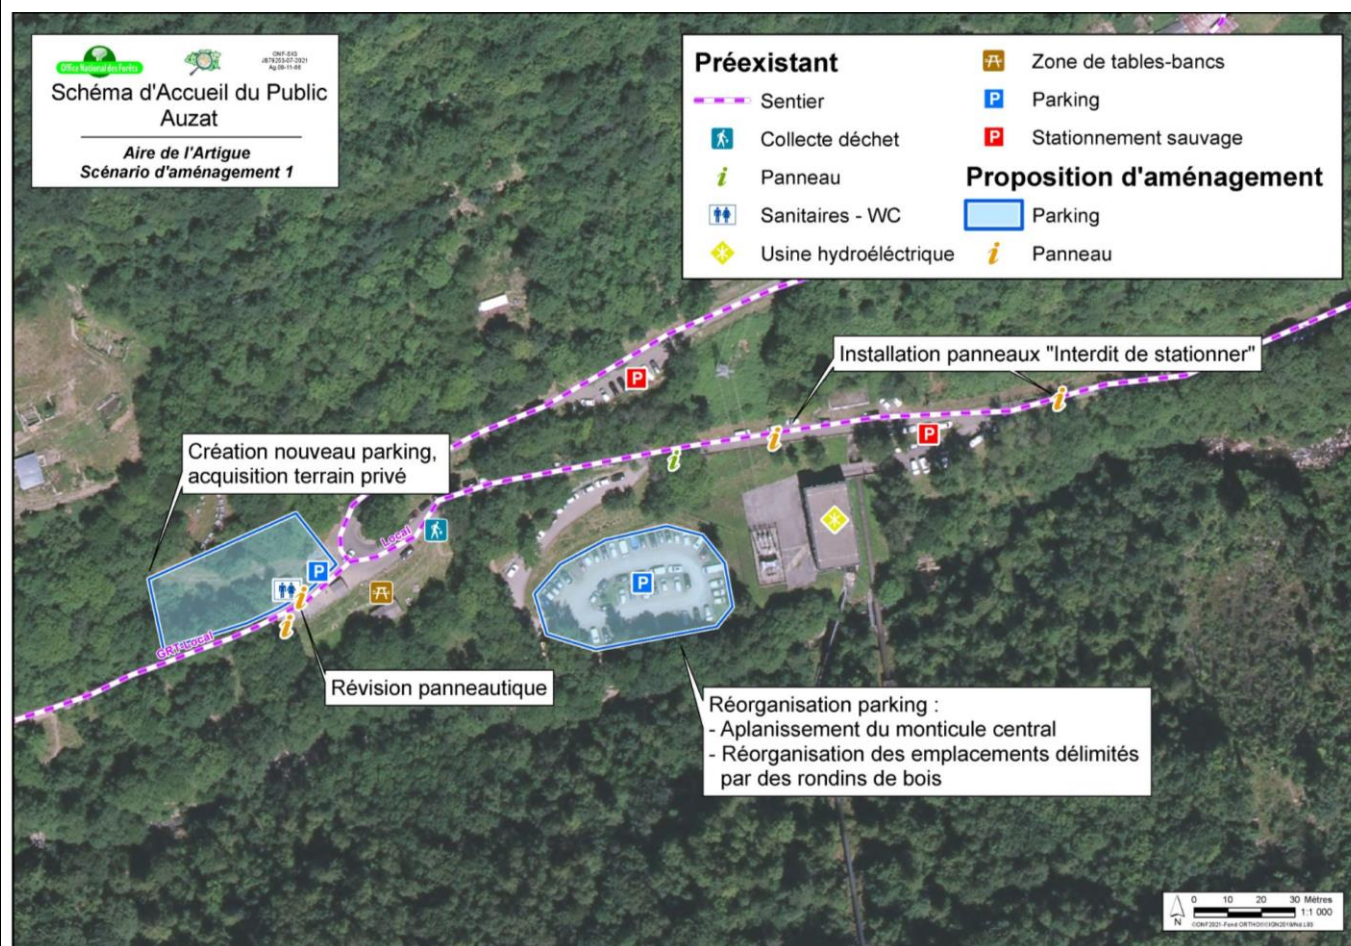 Office National des Forêts
Schéma d'Accueil du Public
Auzat
Aire de l'Artigue
Scénario d'aménagement 1
Préexistant
Sentier
Collecte déchet
i Panneau
Sanitaires - WC
Usine hydroéléctrique
Zone de tables-bancs
P Parking
P Stationnement sauvage
Proposition d'aménagement
Parking
i Panneau
Installation panneaux "Interdit de stationner"
P
i
i
P
i
Création nouveau parking,
acquisition terrain privé
Local
P
P
i
i
GRT-Local
Révision panneautique
Réorganisation parking :
- Aplanissement du monticule central
- Réorganisation des emplacements délimités
par des rondins de bois
0 10 20 30 Mètres
N
1:1 000